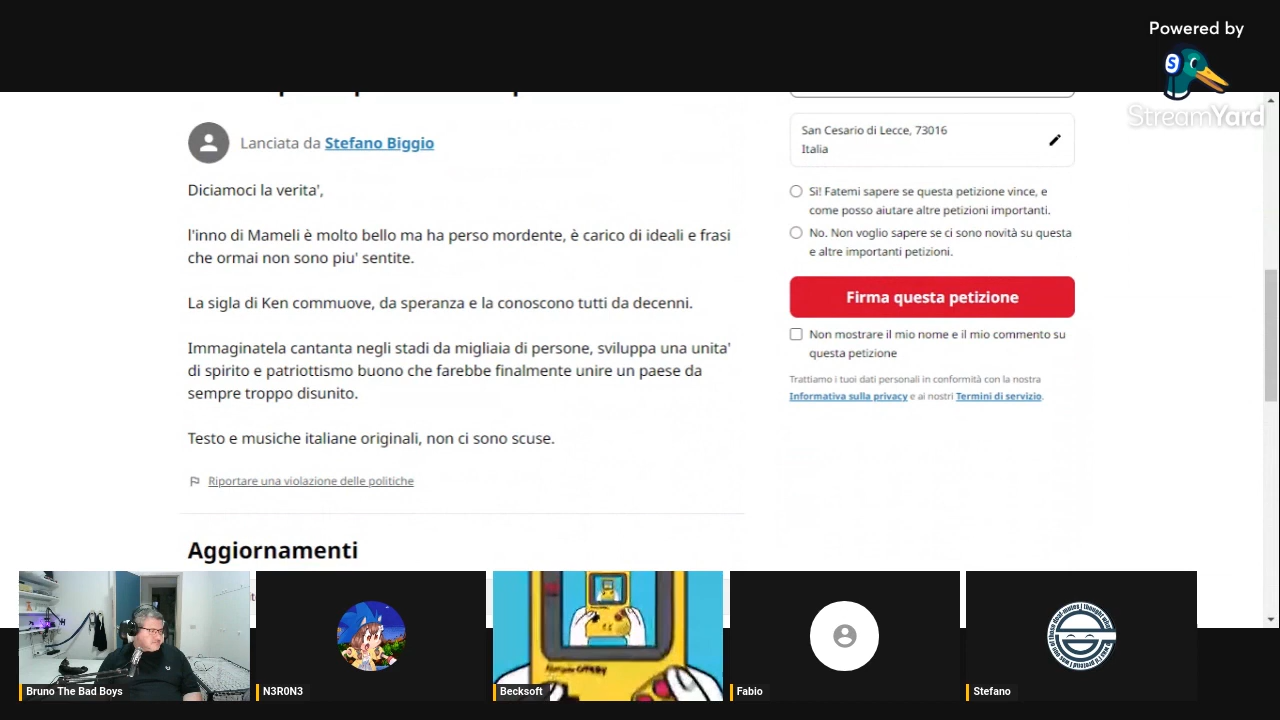 Powered by
StreamYard
Lanciata da Stefano Biggio
Diciamoci la verita',
l'inno di Mameli è molto bello ma ha perso mordente, è carico di ideali e frasi
che ormai non sono piu' sentite.
La sigla di Ken commuove, da speranza e la conoscono tutti da decenni.
Immaginatela cantanta negli stadi da migliaia di persone, sviluppa una unita'
di spirito e patriottismo buono che farebbe finalmente unire un paese da
sempre troppo disunito.
Testo e musiche italiane originali, non ci sono scuse.
Riportare una violazione delle politiche
Aggiornamenti
San Cesario di Lecce, 73016
Italia
Sì! Fatemi sapere se questa petizione vince, e
come posso aiutare altre petizioni importanti.
No. Non voglio sapere se ci sono novità su questa
e altre importanti petizioni.
Firma questa petizione
Non mostrare il mio nome e il mio commento su
questa petizione
Trattiamo i tuoi dati personali in conformità con la nostra
Informativa sulla privacy e ai nostri Termini di servizio.
Bruno The Bad Boys
N3R0N3
Becksoft
Fabio
Stefano